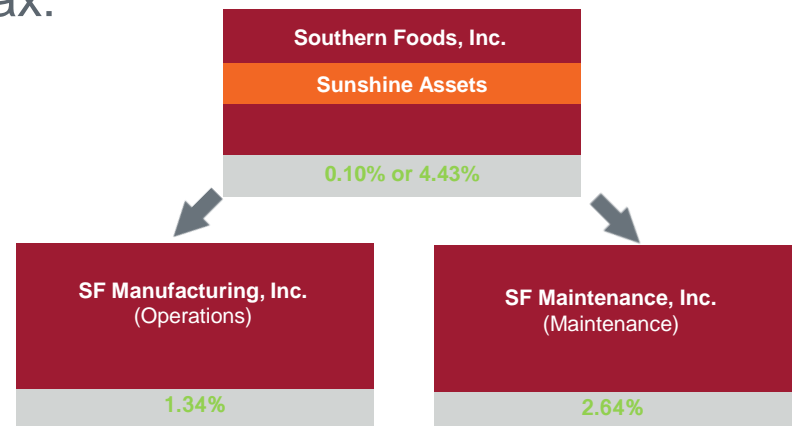 ax.
Southern Foods, Inc.
Sunshine Assets
0.10% or 4.43%
SF Manufacturing, Inc.
(Operations)
1.34%
SF Maintenance, Inc.
(Maintenance)
2.64%